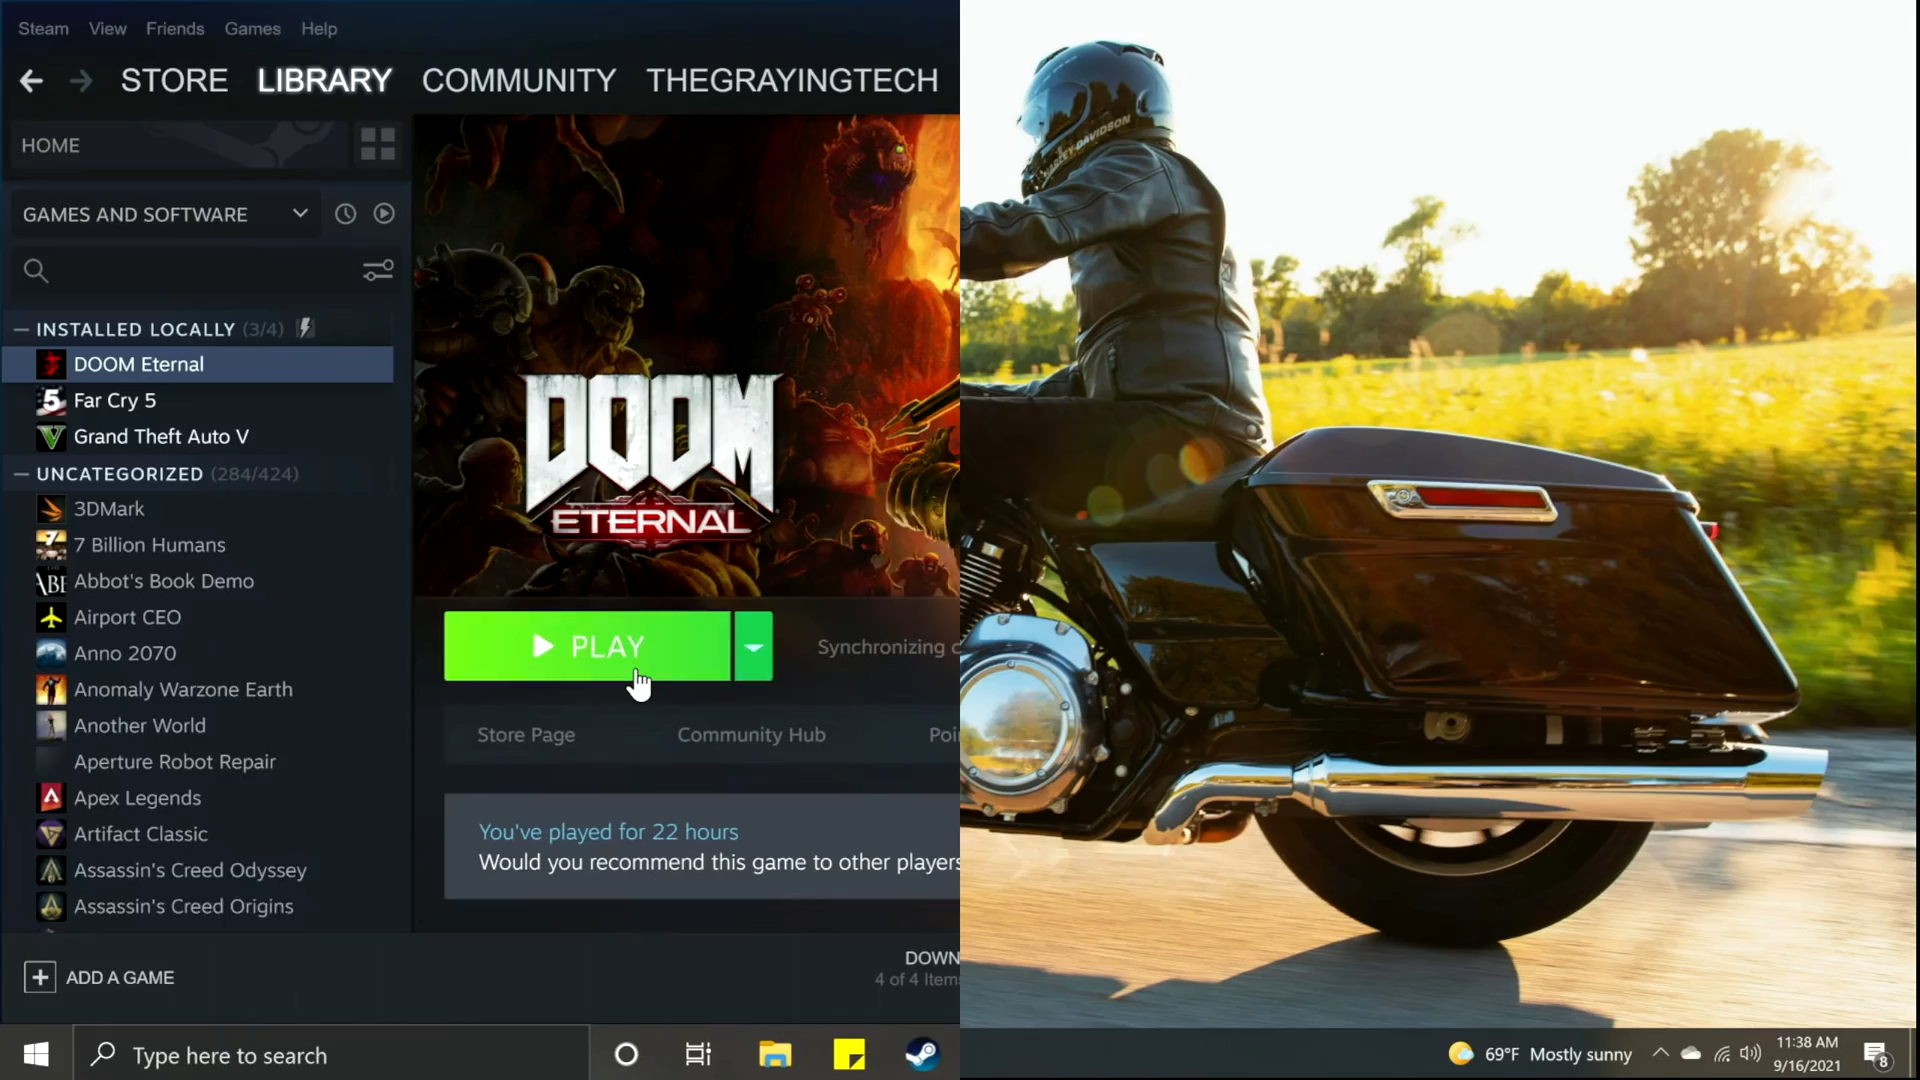 Steam View Friends Games Help
STORE LIBRARY COMMUNITY THEGRAYINGTECH
HOME
GAMES AND SOFTWARE
INSTALLED LOCALLY (3/4)
DOOM Eternal
Far Cry 5
Grand Theft Auto V
UNCATEGORIZED (284/424)
3DMark
7 Billion Humans
Abbot's Book Demo
Airport CEO
Anno 2070
Anomaly Warzone Earth
Another World
Aperture Robot Repair
Apex Legends
Artifact Classic
Assassin's Creed Odyssey
Assassin's Creed Origins
ADD A GAME
DOOM
ETERNAL
PLAY
Synchronizing c
Store Page Community Hub Poi
You've played for 22 hours
Would you recommend this game to other players
DOWN
4 of 4 Items
HARLEY-DAVIDSON
Type here to search
69°F Mostly sunny
11:38 AM
9/16/2021
8